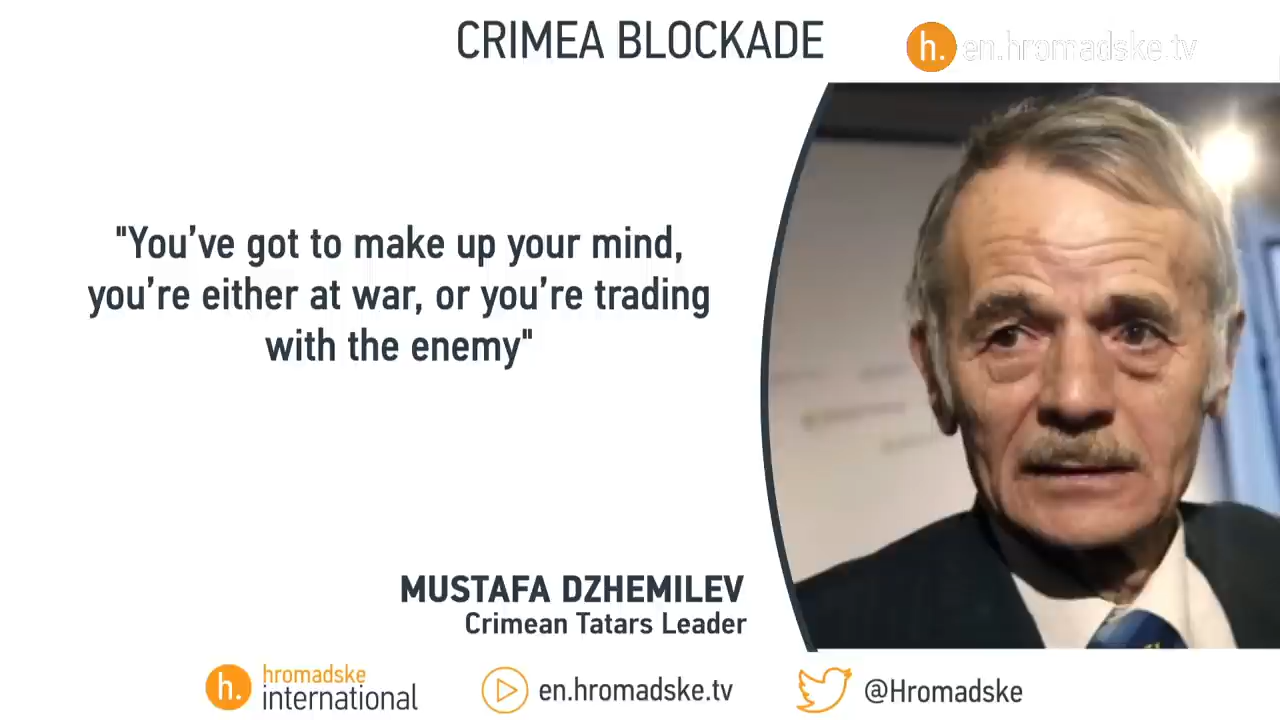 CRIMEA BLOCKADE
h. en.hromadske.tv
"You’ve got to make up your mind,
you’re either at war, or you’re trading
with the enemy"
MUSTAFA DZHEMILEV
Crimean Tatars Leader
h. hromadske
international
en.hromadske.tv
@Hromadske